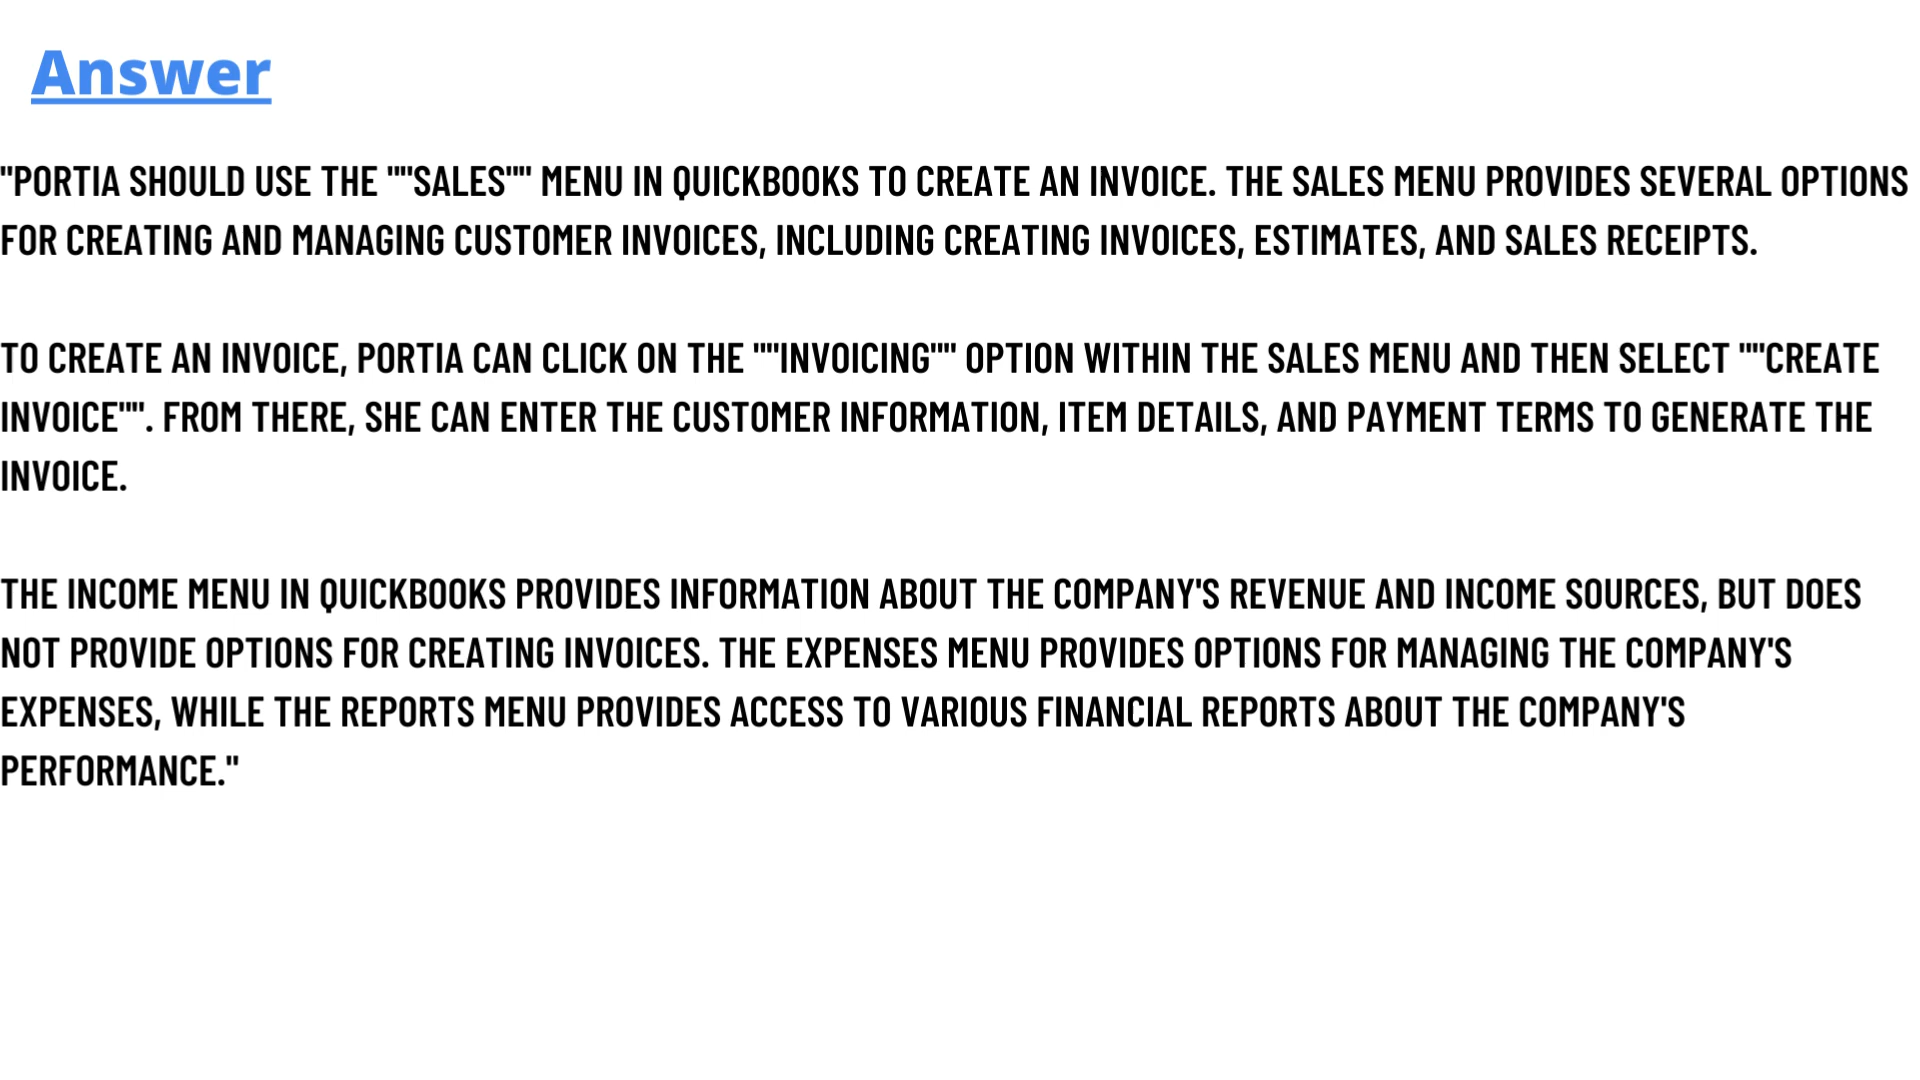 Answer
"PORTIA SHOULD USE THE ""SALES"" MENU IN QUICKBOOKS TO CREATE AN INVOICE. THE SALES MENU PROVIDES SEVERAL OPTIONS
FOR CREATING AND MANAGING CUSTOMER INVOICES, INCLUDING CREATING INVOICES, ESTIMATES, AND SALES RECEIPTS.
TO CREATE AN INVOICE, PORTIA CAN CLICK ON THE ""INVOICING"" OPTION WITHIN THE SALES MENU AND THEN SELECT ""CREATE
INVOICE"". FROM THERE, SHE CAN ENTER THE CUSTOMER INFORMATION, ITEM DETAILS, AND PAYMENT TERMS TO GENERATE THE
INVOICE.
THE INCOME MENU IN QUICKBOOKS PROVIDES INFORMATION ABOUT THE COMPANY'S REVENUE AND INCOME SOURCES, BUT DOES
NOT PROVIDE OPTIONS FOR CREATING INVOICES. THE EXPENSES MENU PROVIDES OPTIONS FOR MANAGING THE COMPANY'S
EXPENSES, WHILE THE REPORTS MENU PROVIDES ACCESS TO VARIOUS FINANCIAL REPORTS ABOUT THE COMPANY'S
PERFORMANCE."